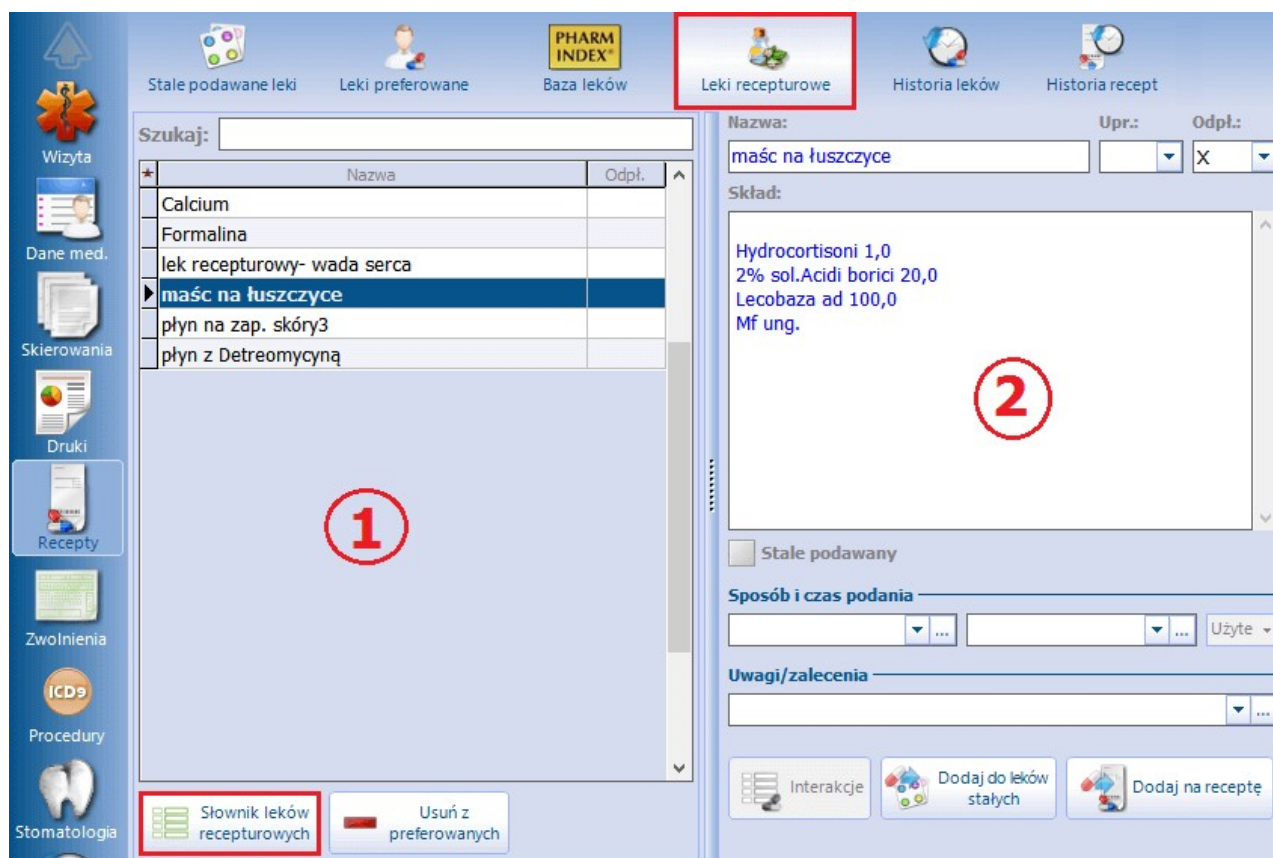 Stale podawane leki
Leki preferowane
PHARM
INDEX®
Baza leków
Leki recepturowe
Historia leków
Historia recept
Wizyta
Dane med.
Skierowania
Druki
Recepty
Zwolnienia
ICD9
Procedury
Stomatologia
Szukaj:
* Nazwa Odpł.
Calcium
Formalina
lek recepturowy- wada serca
maśc na łuszczyce
płyn na zap. skóry3
płyn z Detreomycyną
1
Słownik leków
recepturowych
Usuń z
preferowanych
Nazwa: Upr.: Odpł.:
maśc na łuszczyce X
Skład:
Hydrocortisoni 1,0
2% sol.Acidi borici 20,0
Lecobaza ad 100,0
Mf ung.
2
Stale podawany
Sposób i czas podania
... ... Użyte
Uwagi/zalecenia
...
Interakcje
Dodaj do leków
stałych
Dodaj na receptę